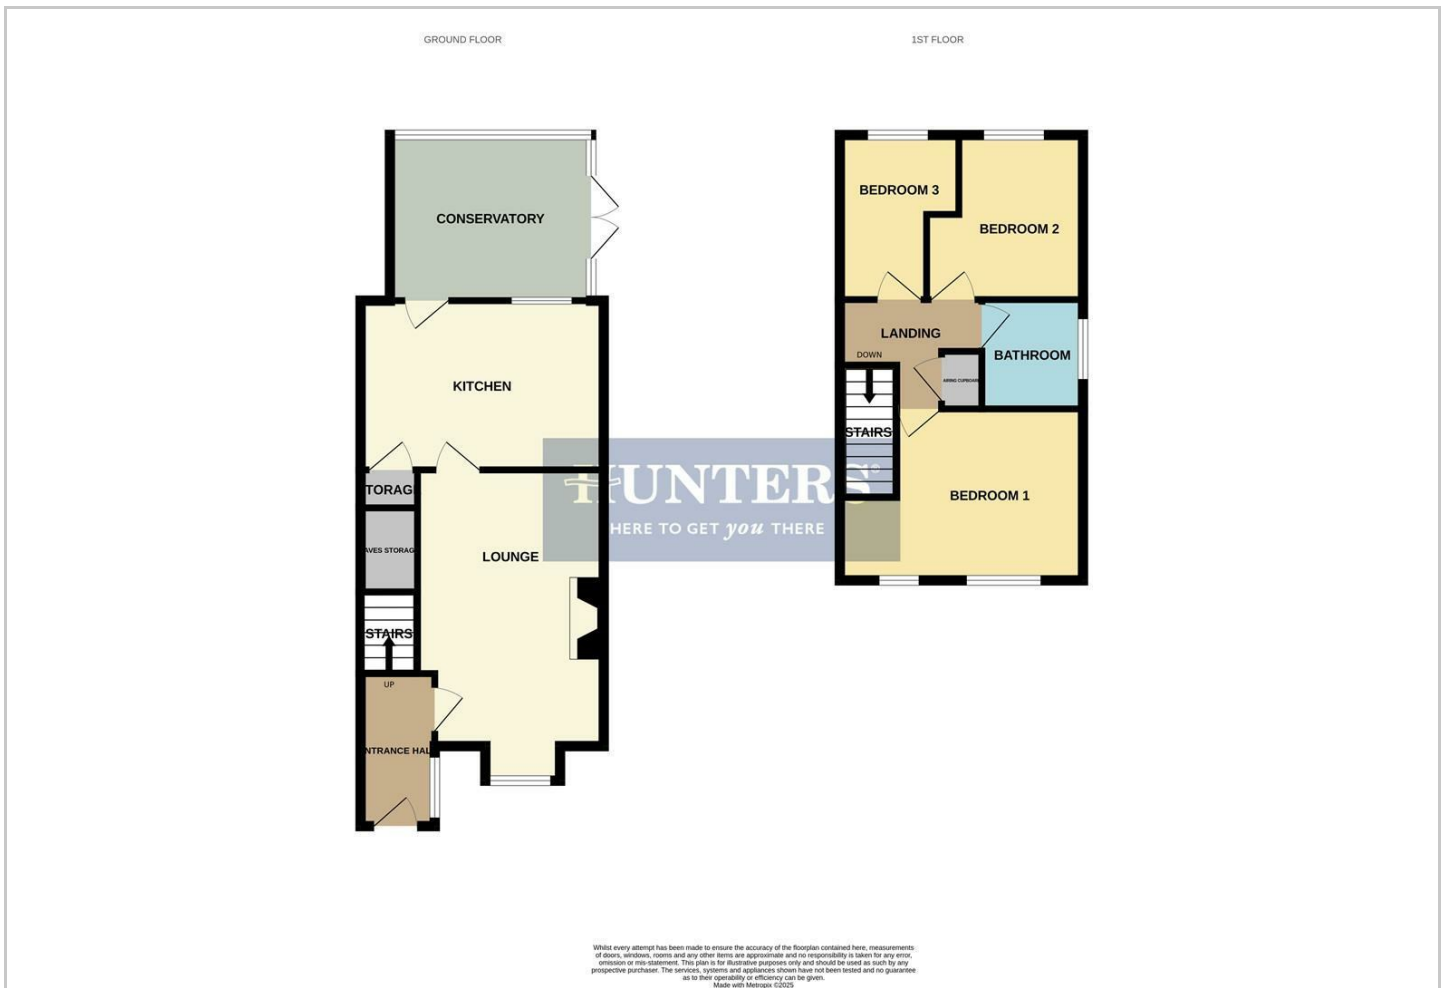 GROUND FLOOR
1ST FLOOR
CONSERVATORY
KITCHEN
TORAG
AVES STORAG
LOUNGE
STAIRS
UP
NTRANCE HAL
BEDROOM 3
BEDROOM 2
LANDING
DOWN
BATHROOM
AIRING CUPBOARD
STAIRS
BEDROOM 1
HUNTERS®
HERE TO GET you THERE
Whilst every attempt has been made to ensure the accuracy of the floorplan contained here, measurements
of doors, windows, rooms and any other items are approximate and no responsibility is taken for any error,
omission or mis-statement. This plan is for illustrative purposes only and should be used as such by any
prospective purchaser. The services, systems and appliances shown have not been tested and no guarantee
as to their operability or efficiency can be given.
Made with Metropix ©2025